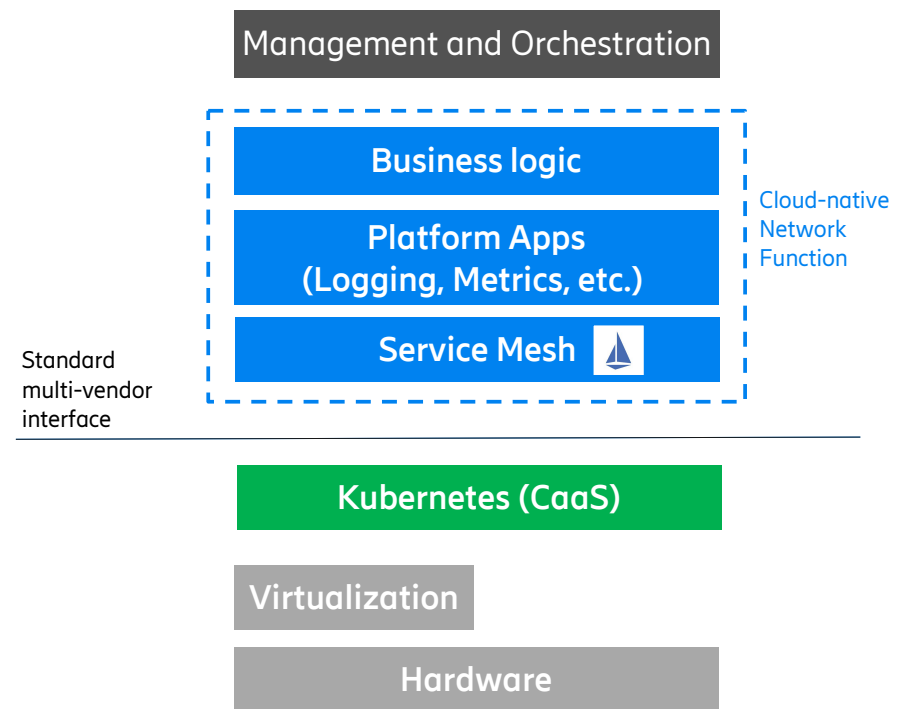 Management and Orchestration
Business logic
Cloud-native
Network
Function
Platform Apps
(Logging, Metrics, etc.)
Service Mesh
Standard
multi-vendor
interface
Kubernetes (CaaS)
Virtualization
Hardware